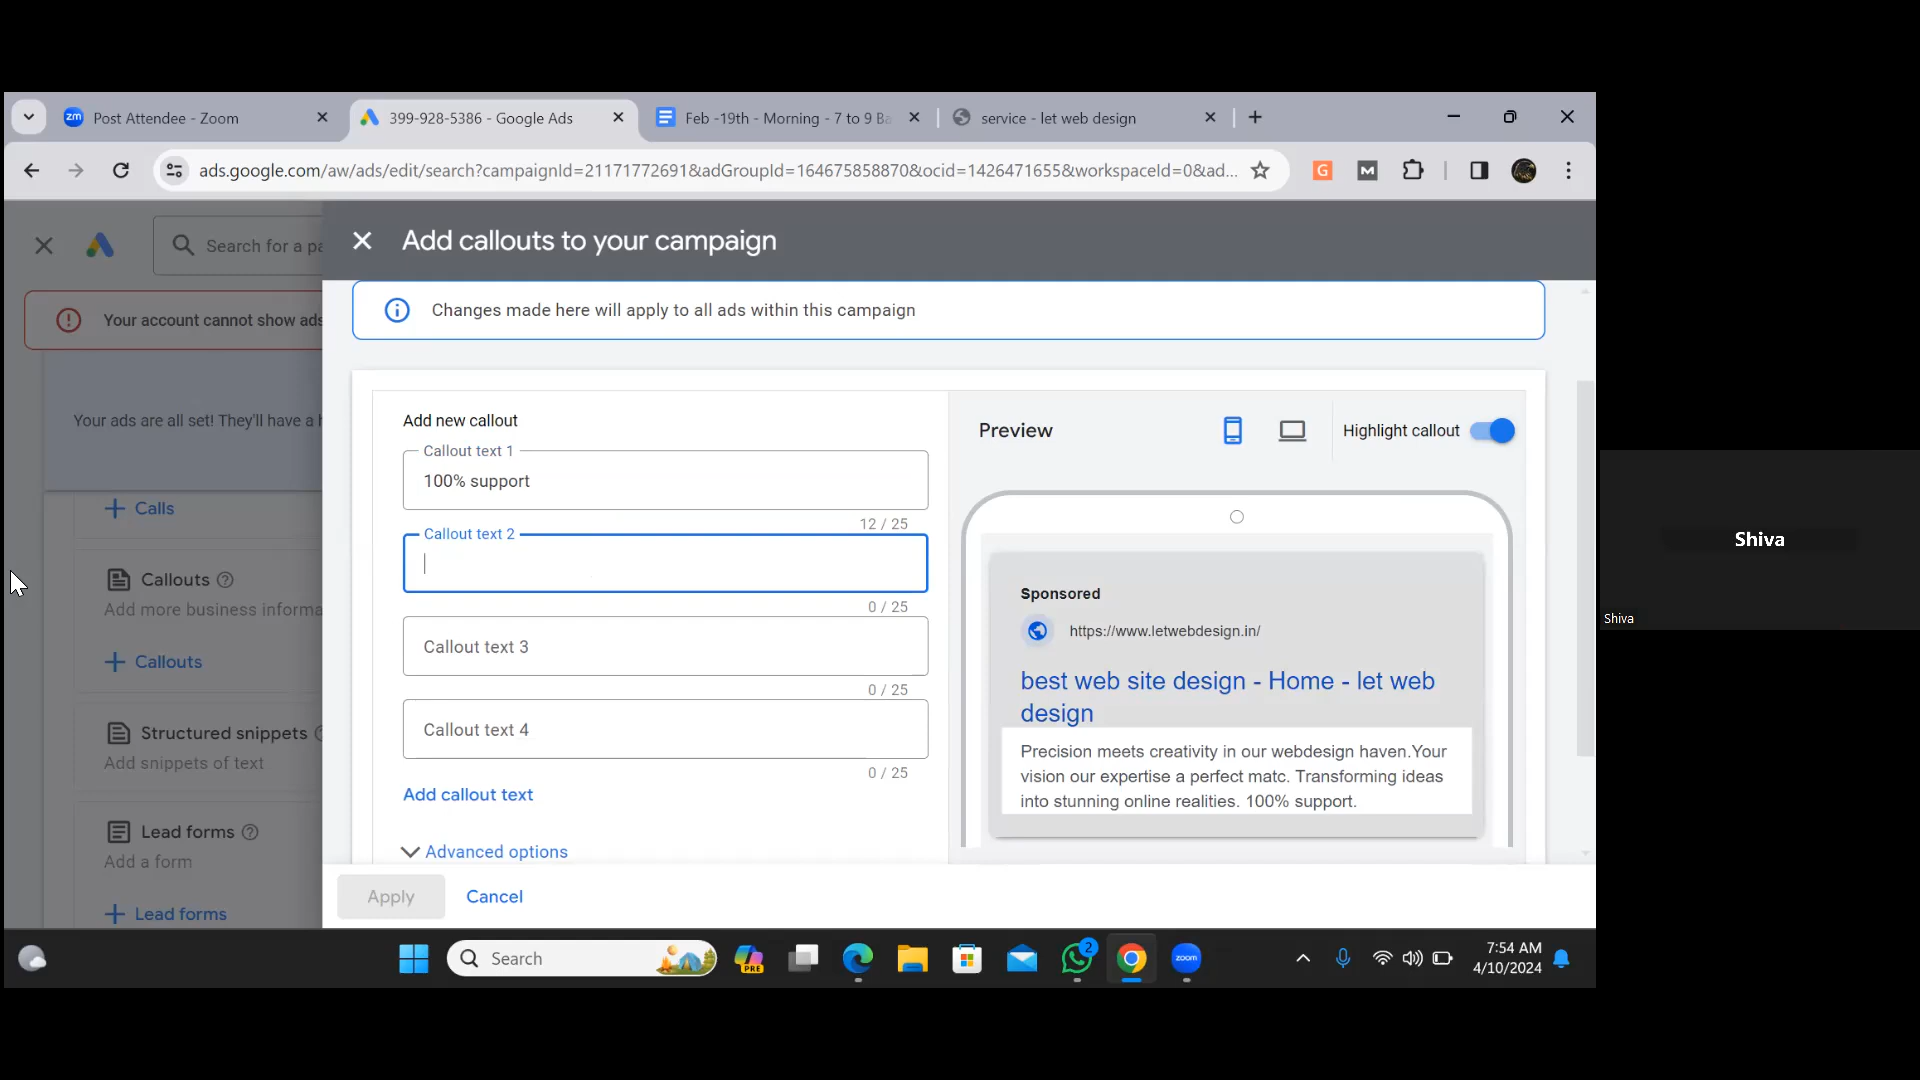 Post Attendee - Zoom
399-928-5386 - Google Ads
Feb -19th - Morning - 7 to 9 Ba
service - let web design
ads.google.com/aw/ads/edit/search?campaignId=21171772691&adGroupId=164675858870&ocid=1426471655&workspaceId=0&ad...
Search for a pa
Add callouts to your campaign
Your account cannot show ads
Changes made here will apply to all ads within this campaign
Your ads are all set! They'll have a h
Calls
Callouts
Add more business informa
Callouts
Structured snippets
Add snippets of text
Lead forms
Add a form
Lead forms
Add new callout
Callout text 1
100% support
12 / 25
Callout text 2
0 / 25
Callout text 3
0 / 25
Callout text 4
0 / 25
Add callout text
Advanced options
Apply
Cancel
Preview
Highlight callout
Sponsored
https://www.letwebdesign.in/
best web site design - Home - let web
design
Precision meets creativity in our webdesign haven.Your
vision our expertise a perfect matc. Transforming ideas
into stunning online realities. 100% support.
Shiva
Shiva
Search
PRE
2
zoom
7:54 AM
4/10/2024